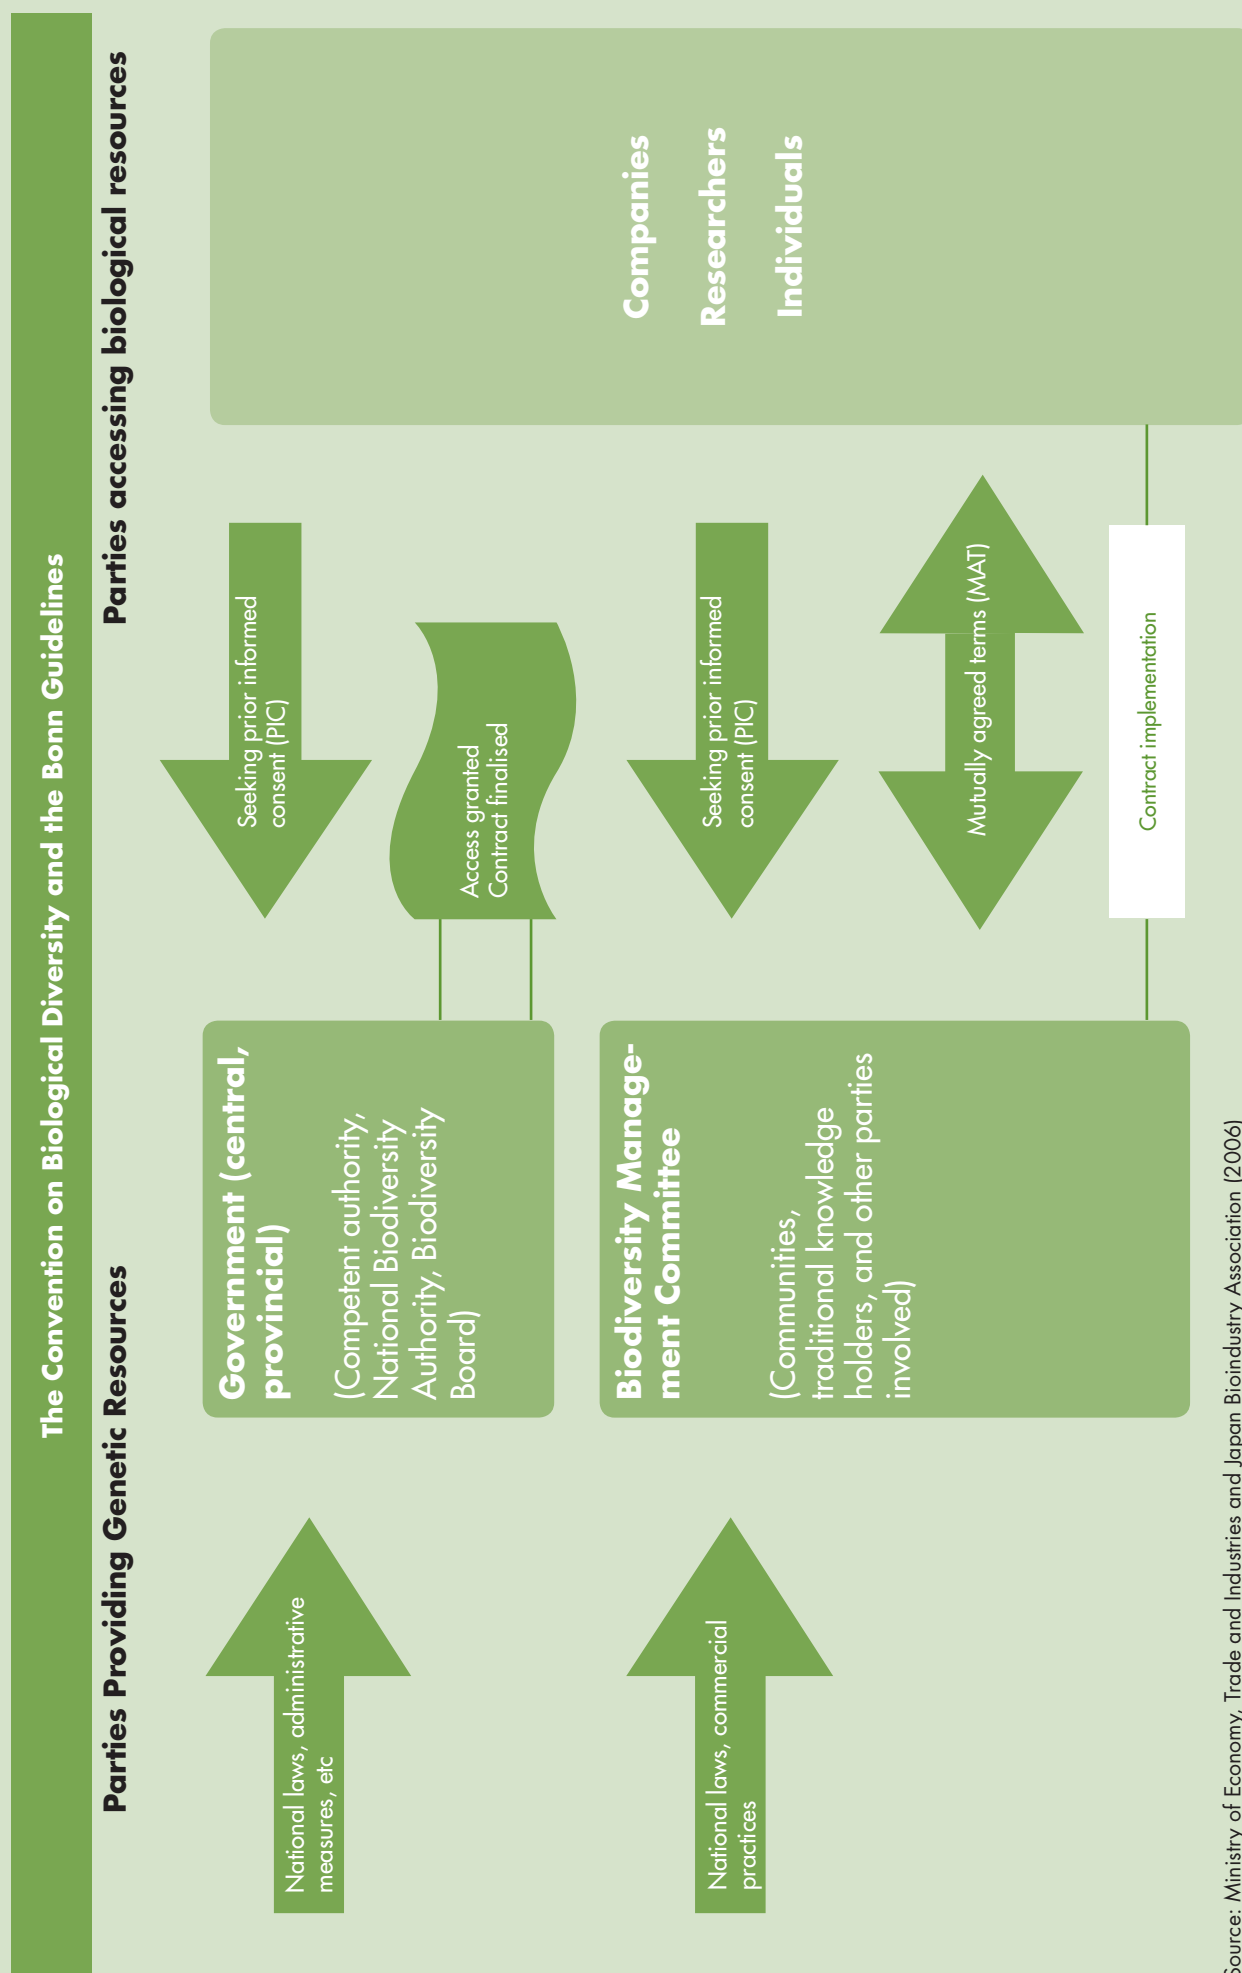 The Convention on Biological Diversity and the Bonn Guidelines
Parties Providing Genetic Resources
Parties accessing biological resources
National laws, administrative
measures, etc
Government (central,
provincial)
(Competent authority,
National Biodiversity
Authority, Biodiversity
Board)
Seeking prior informed
consent (PIC)
Access granted
Contract finalised
National laws, commercial
practices
Biodiversity Manage-
ment Committee
(Communities,
traditional knowledge
holders, and other parties
involved)
Seeking prior informed
consent (PIC)
Mutually agreed terms (MAT)
Contract implementation
Companies
Researchers
Individuals
Source: Ministry of Economy, Trade and Industries and Japan Bioindustry Association (2006)